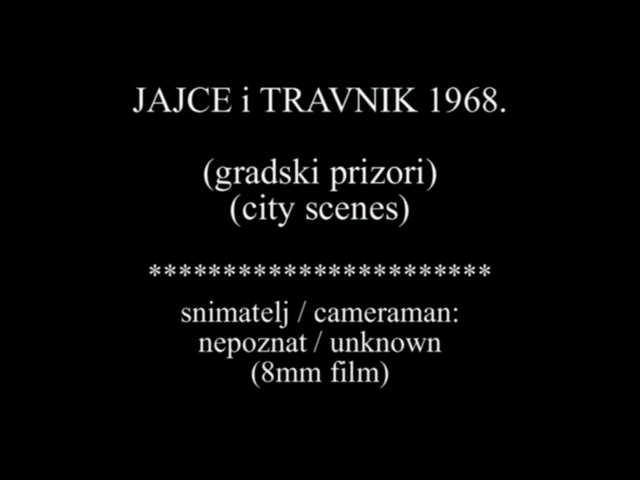 JAJCE i TRAVNIK 1968.
(gradski prizori)
(city scenes)
***********************
snimatelj / cameraman:
nepoznat / unknown
(8mm film)